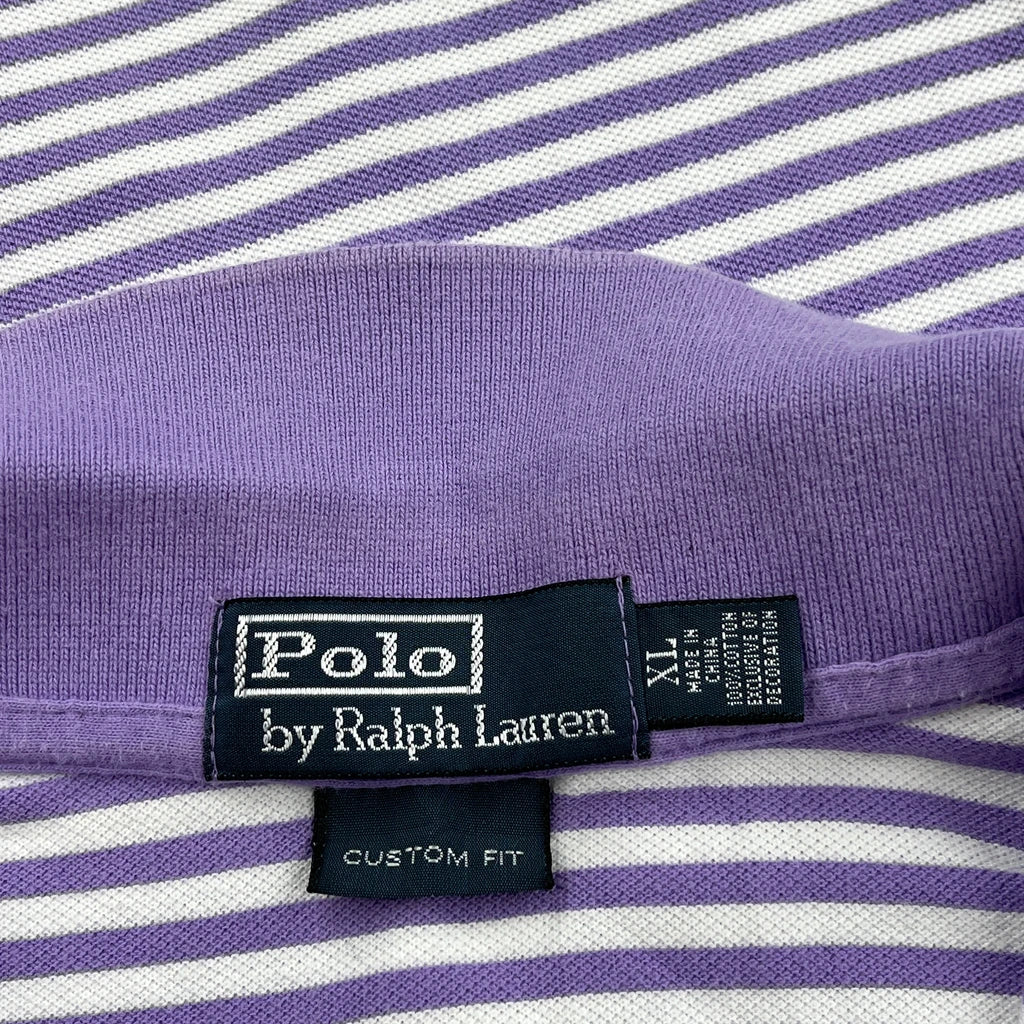 Polo
by Ralph Lauren
XL
MADE IN
CHINA
100% COTTON
EXCLUSIVE OF
DECORATION
CUSTOM FIT